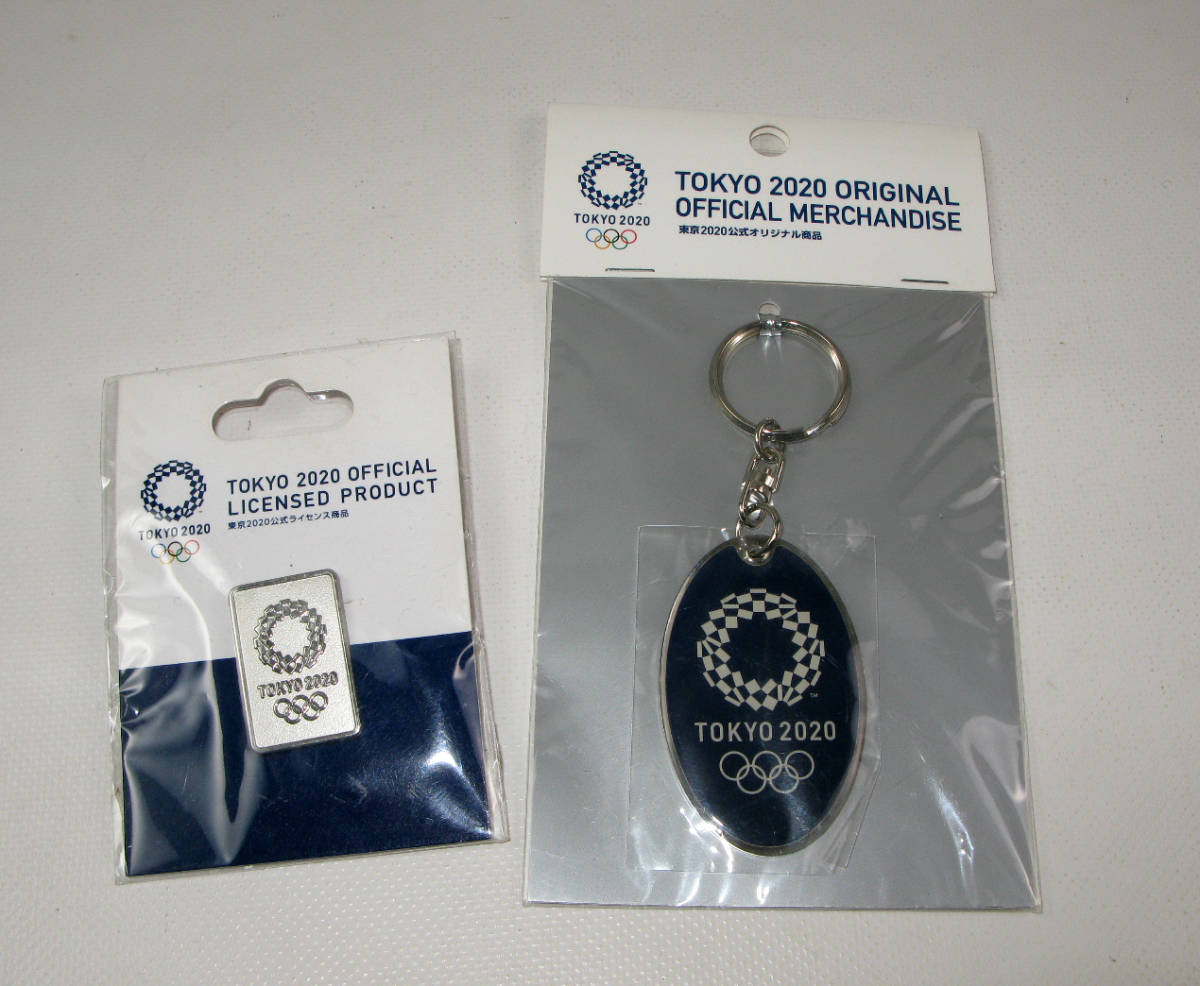 TOKYO 2020
TOKYO 2020 OFFICIAL
LICENSED PRODUCT
東京2020公式ライセンス商品
TOKYO 2020
TOKYO 2020
TOKYO 2020 ORIGINAL
OFFICIAL MERCHANDISE
東京2020公式オリジナル商品
TM
TOKYO 2020